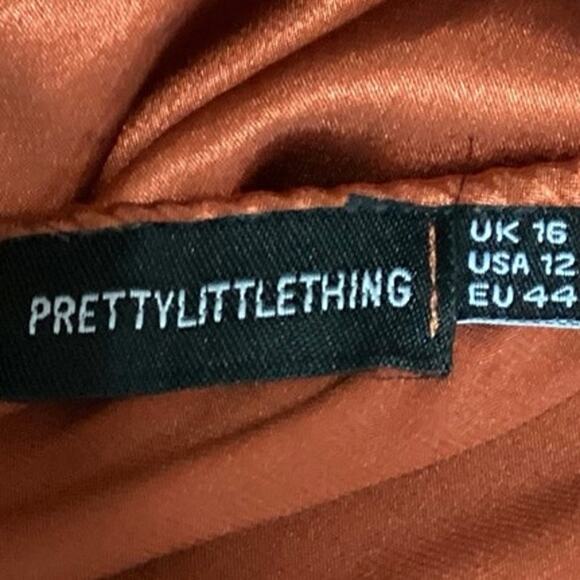 PRETTYLITTLETHING
UK 16
USA 12
EU 44